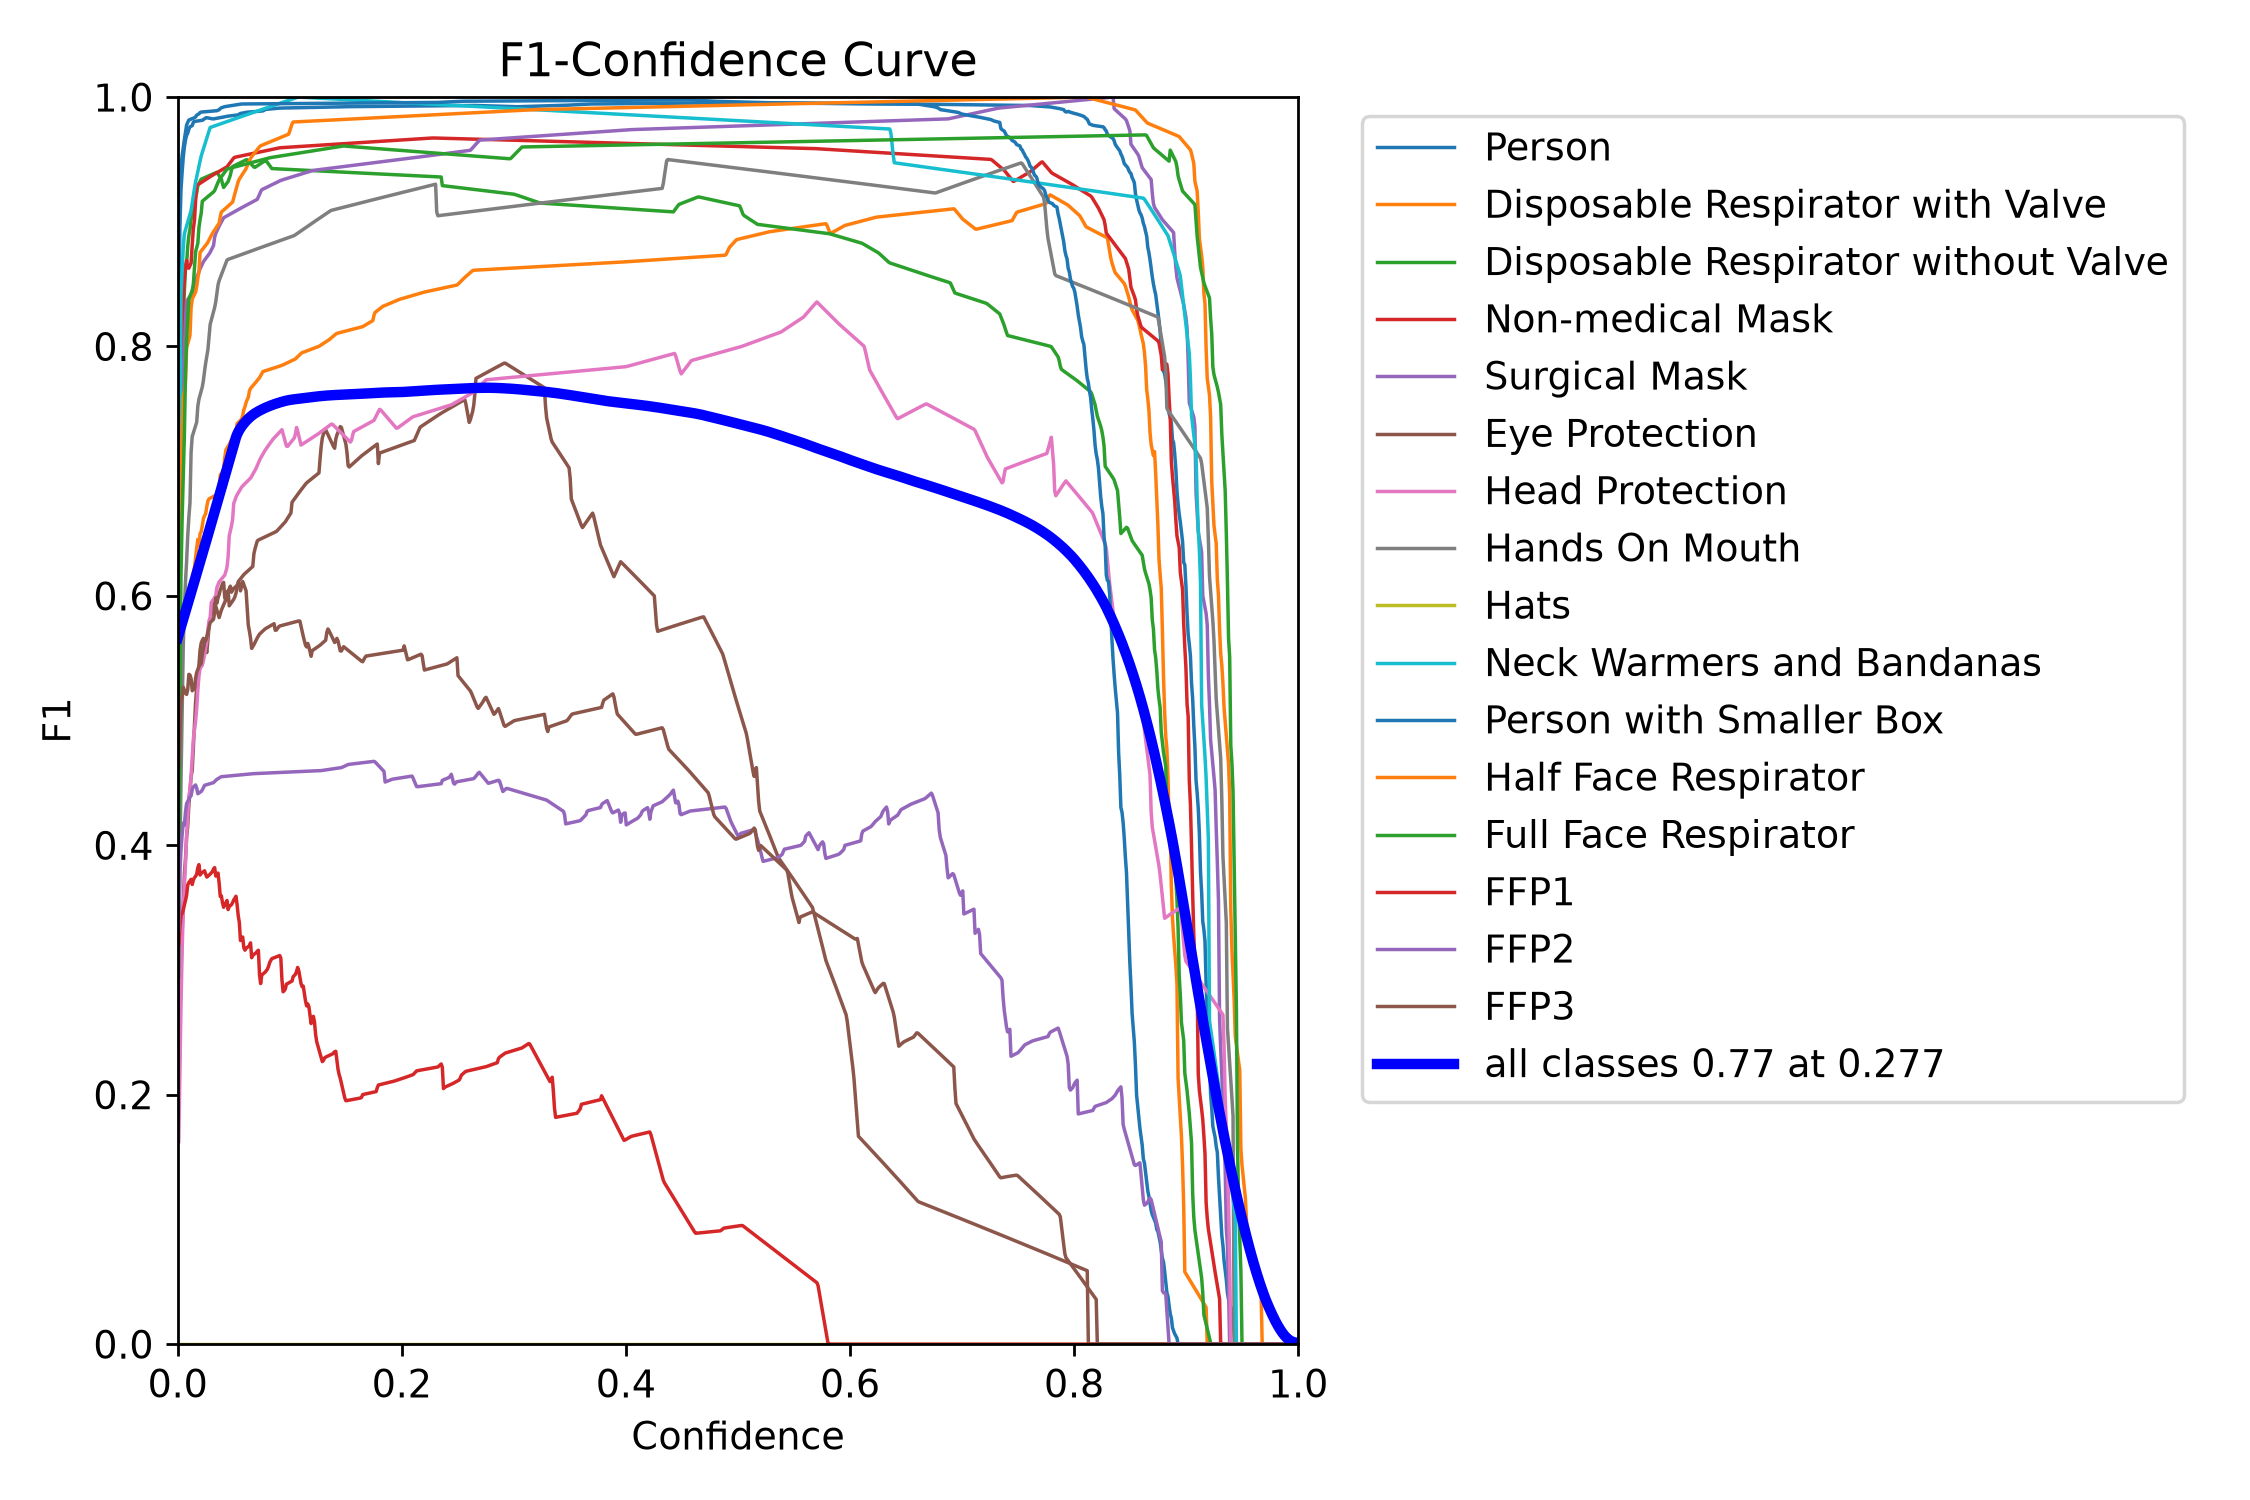 F1-Confidence Curve
1.0
0.8
0.6
0.4
0.2
0.0
F1
0.0 0.2 0.4 0.6 0.8 1.0
Confidence
Person
Disposable Respirator with Valve
Disposable Respirator without Valve
Non-medical Mask
Surgical Mask
Eye Protection
Head Protection
Hands On Mouth
Hats
Neck Warmers and Bandanas
Person with Smaller Box
Half Face Respirator
Full Face Respirator
FFP1
FFP2
FFP3
all classes 0.77 at 0.277